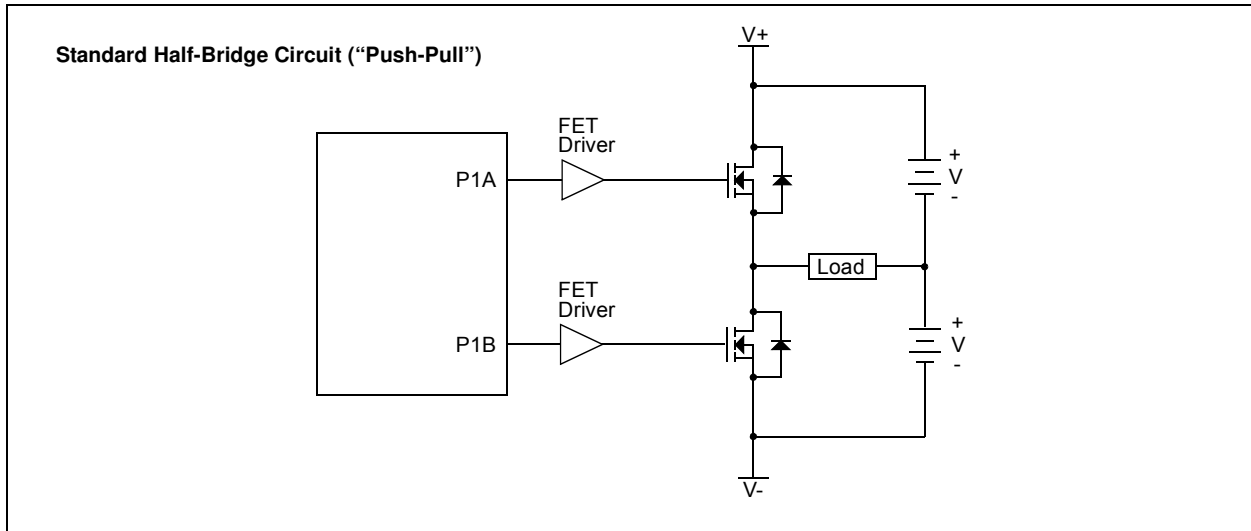 Standard Half-Bridge Circuit (“Push-Pull”)
V+
FET
Driver
P1A
+
V
-
Load
FET
Driver
P1B
+
V
-
V-